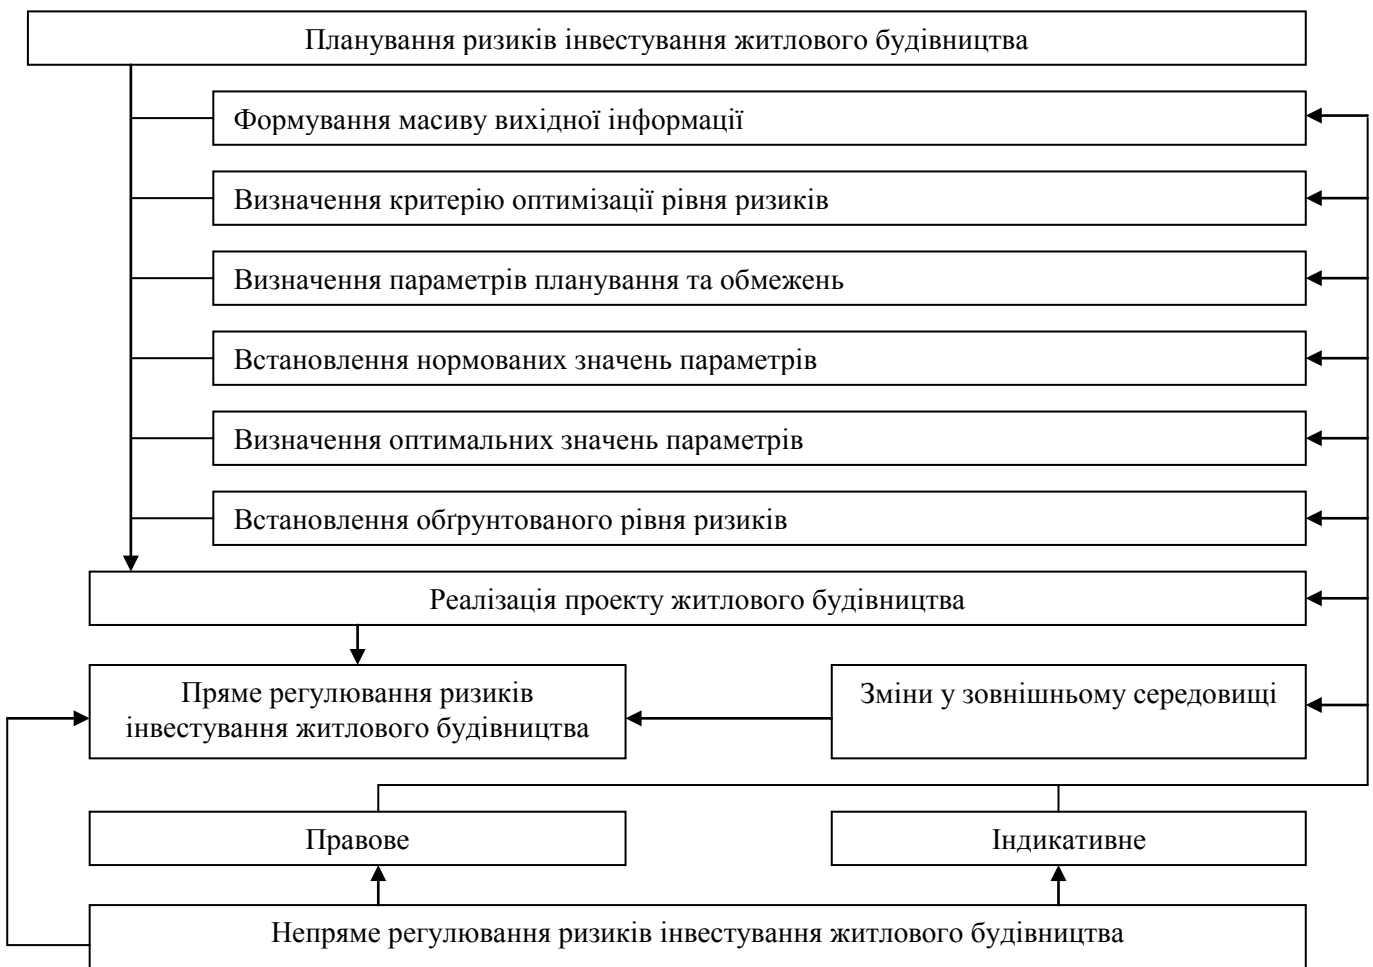 Планування ризиків інвестування житлового будівництва
Формування масиву вихідної інформації
Визначення критерію оптимізації рівня ризиків
Визначення параметрів планування та обмежень
Встановлення нормованих значень параметрів
Визначення оптимальних значень параметрів
Встановлення обґрунтованого рівня ризиків
Реалізація проекту житлового будівництва
Пряме регулювання ризиків
інвестування житлового будівництва
Зміни у зовнішньому середовищі
Правове
Індикативне
Непряме регулювання ризиків інвестування житлового будівництва